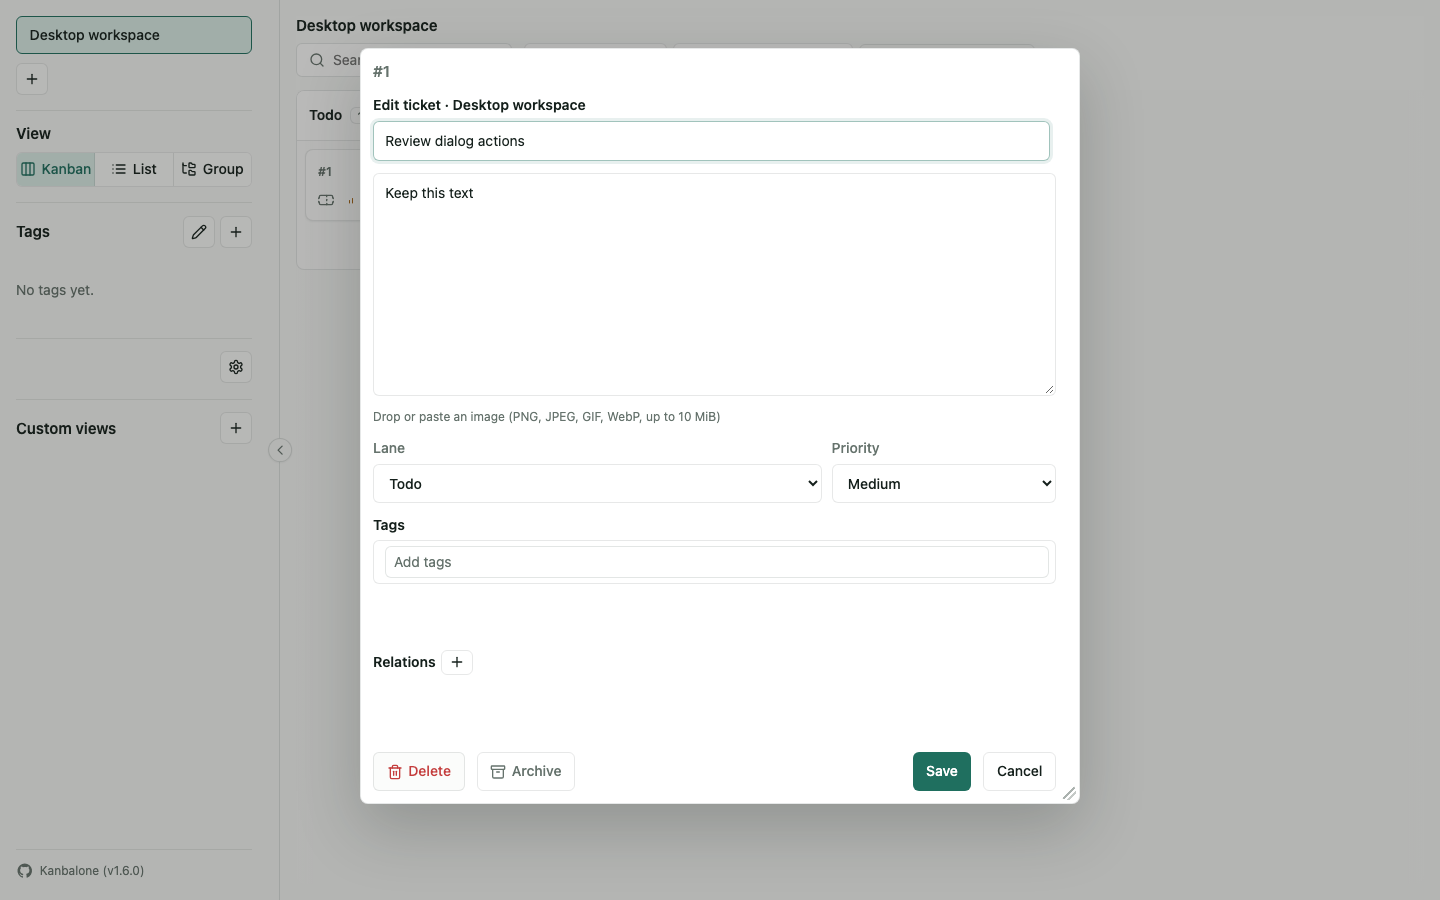 Desktop workspace
View
Kanban
List
Group
Tags
No tags yet.
Custom views
Kanbalone (v1.6.0)
Desktop workspace
Todo
#1
#1
Edit ticket · Desktop workspace
Review dialog actions
Keep this text
Drop or paste an image (PNG, JPEG, GIF, WebP, up to 10 MiB)
Lane
Priority
Todo
Medium
Tags
Add tags
Relations
Delete
Archive
Save
Cancel